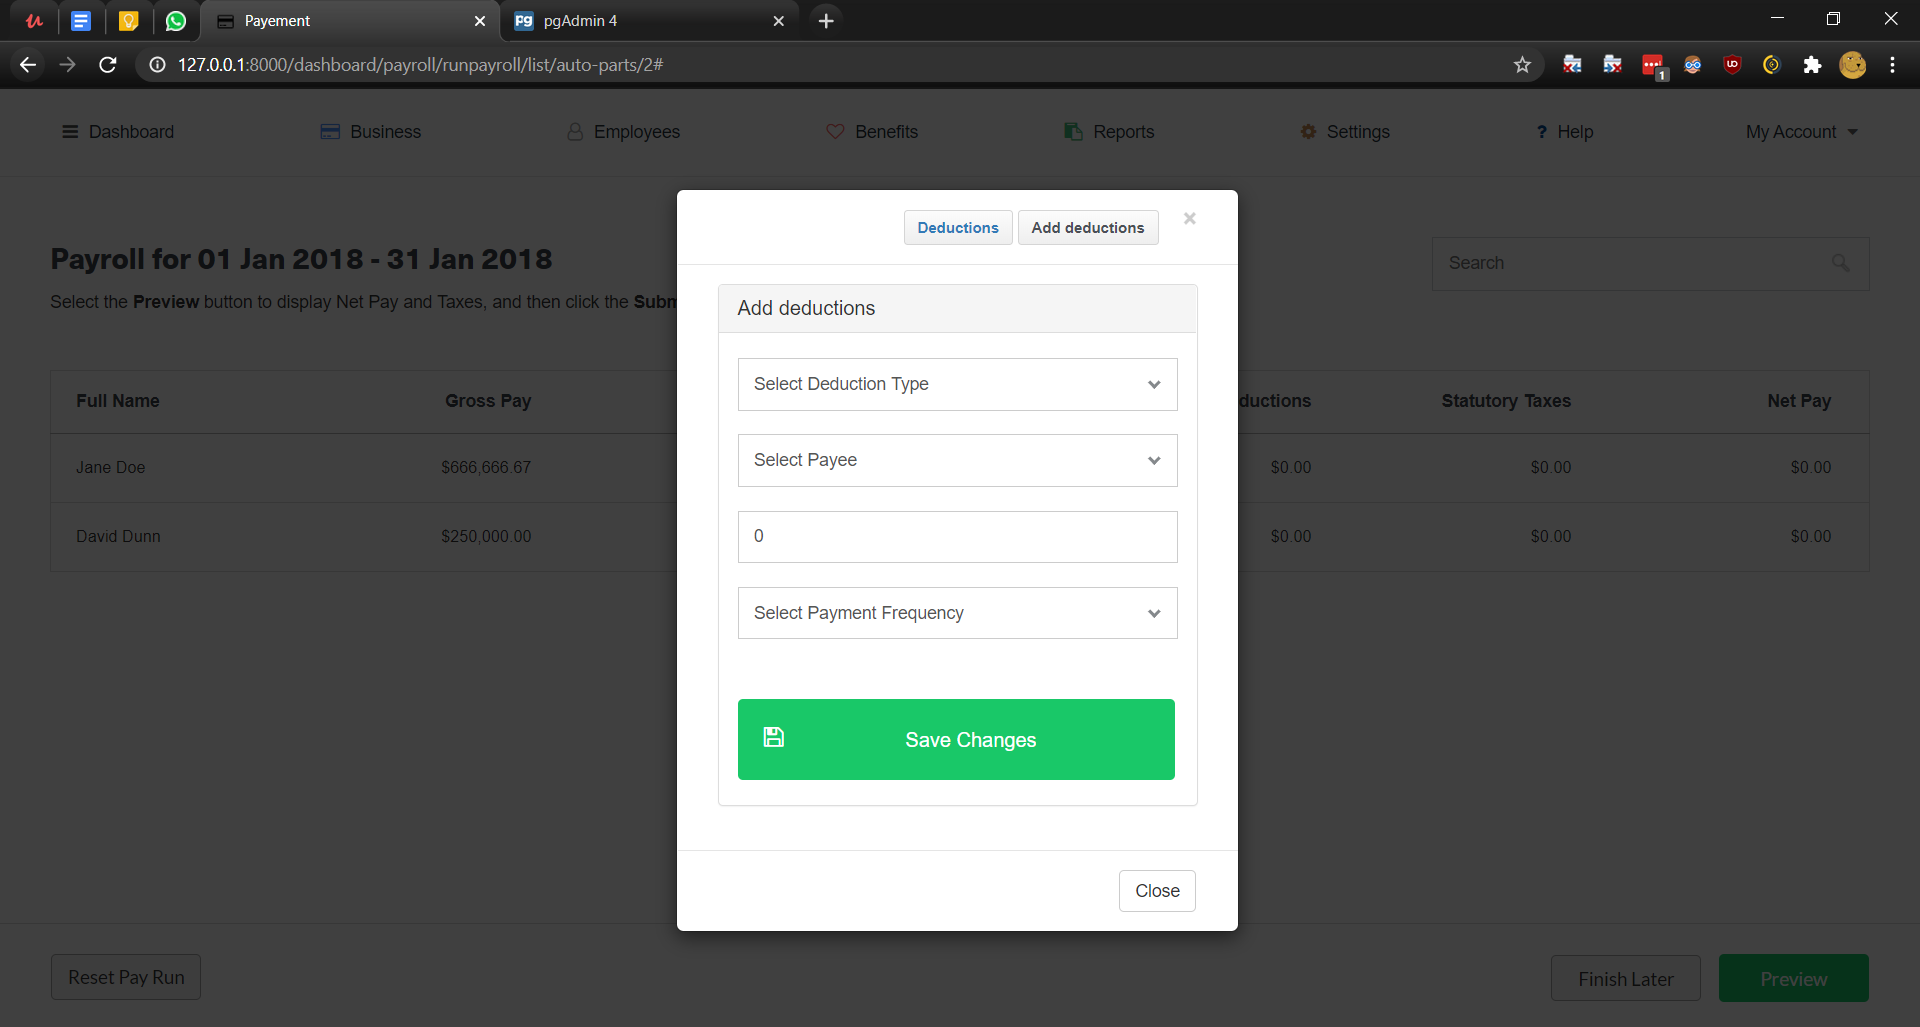 Payement
pgAdmin 4
127.0.0.1:8000/dashboard/payroll/runpayroll/list/auto-parts/2#
1
Dashboard
Business
Employees
Benefits
Reports
Settings
? Help
My Account
Deductions
Add deductions
×
Payroll for 01 Jan 2018 - 31 Jan 2018
Search
Select the Preview button to display Net Pay and Taxes, and then click the Subm
Add deductions
Select Deduction Type
Select Payee
0
Select Payment Frequency
Save Changes
Close
Full Name Gross Pay ductions Statutory Taxes Net Pay
Jane Doe $666,666.67 $0.00 $0.00 $0.00
David Dunn $250,000.00 $0.00 $0.00 $0.00
Reset Pay Run
Finish Later
Preview